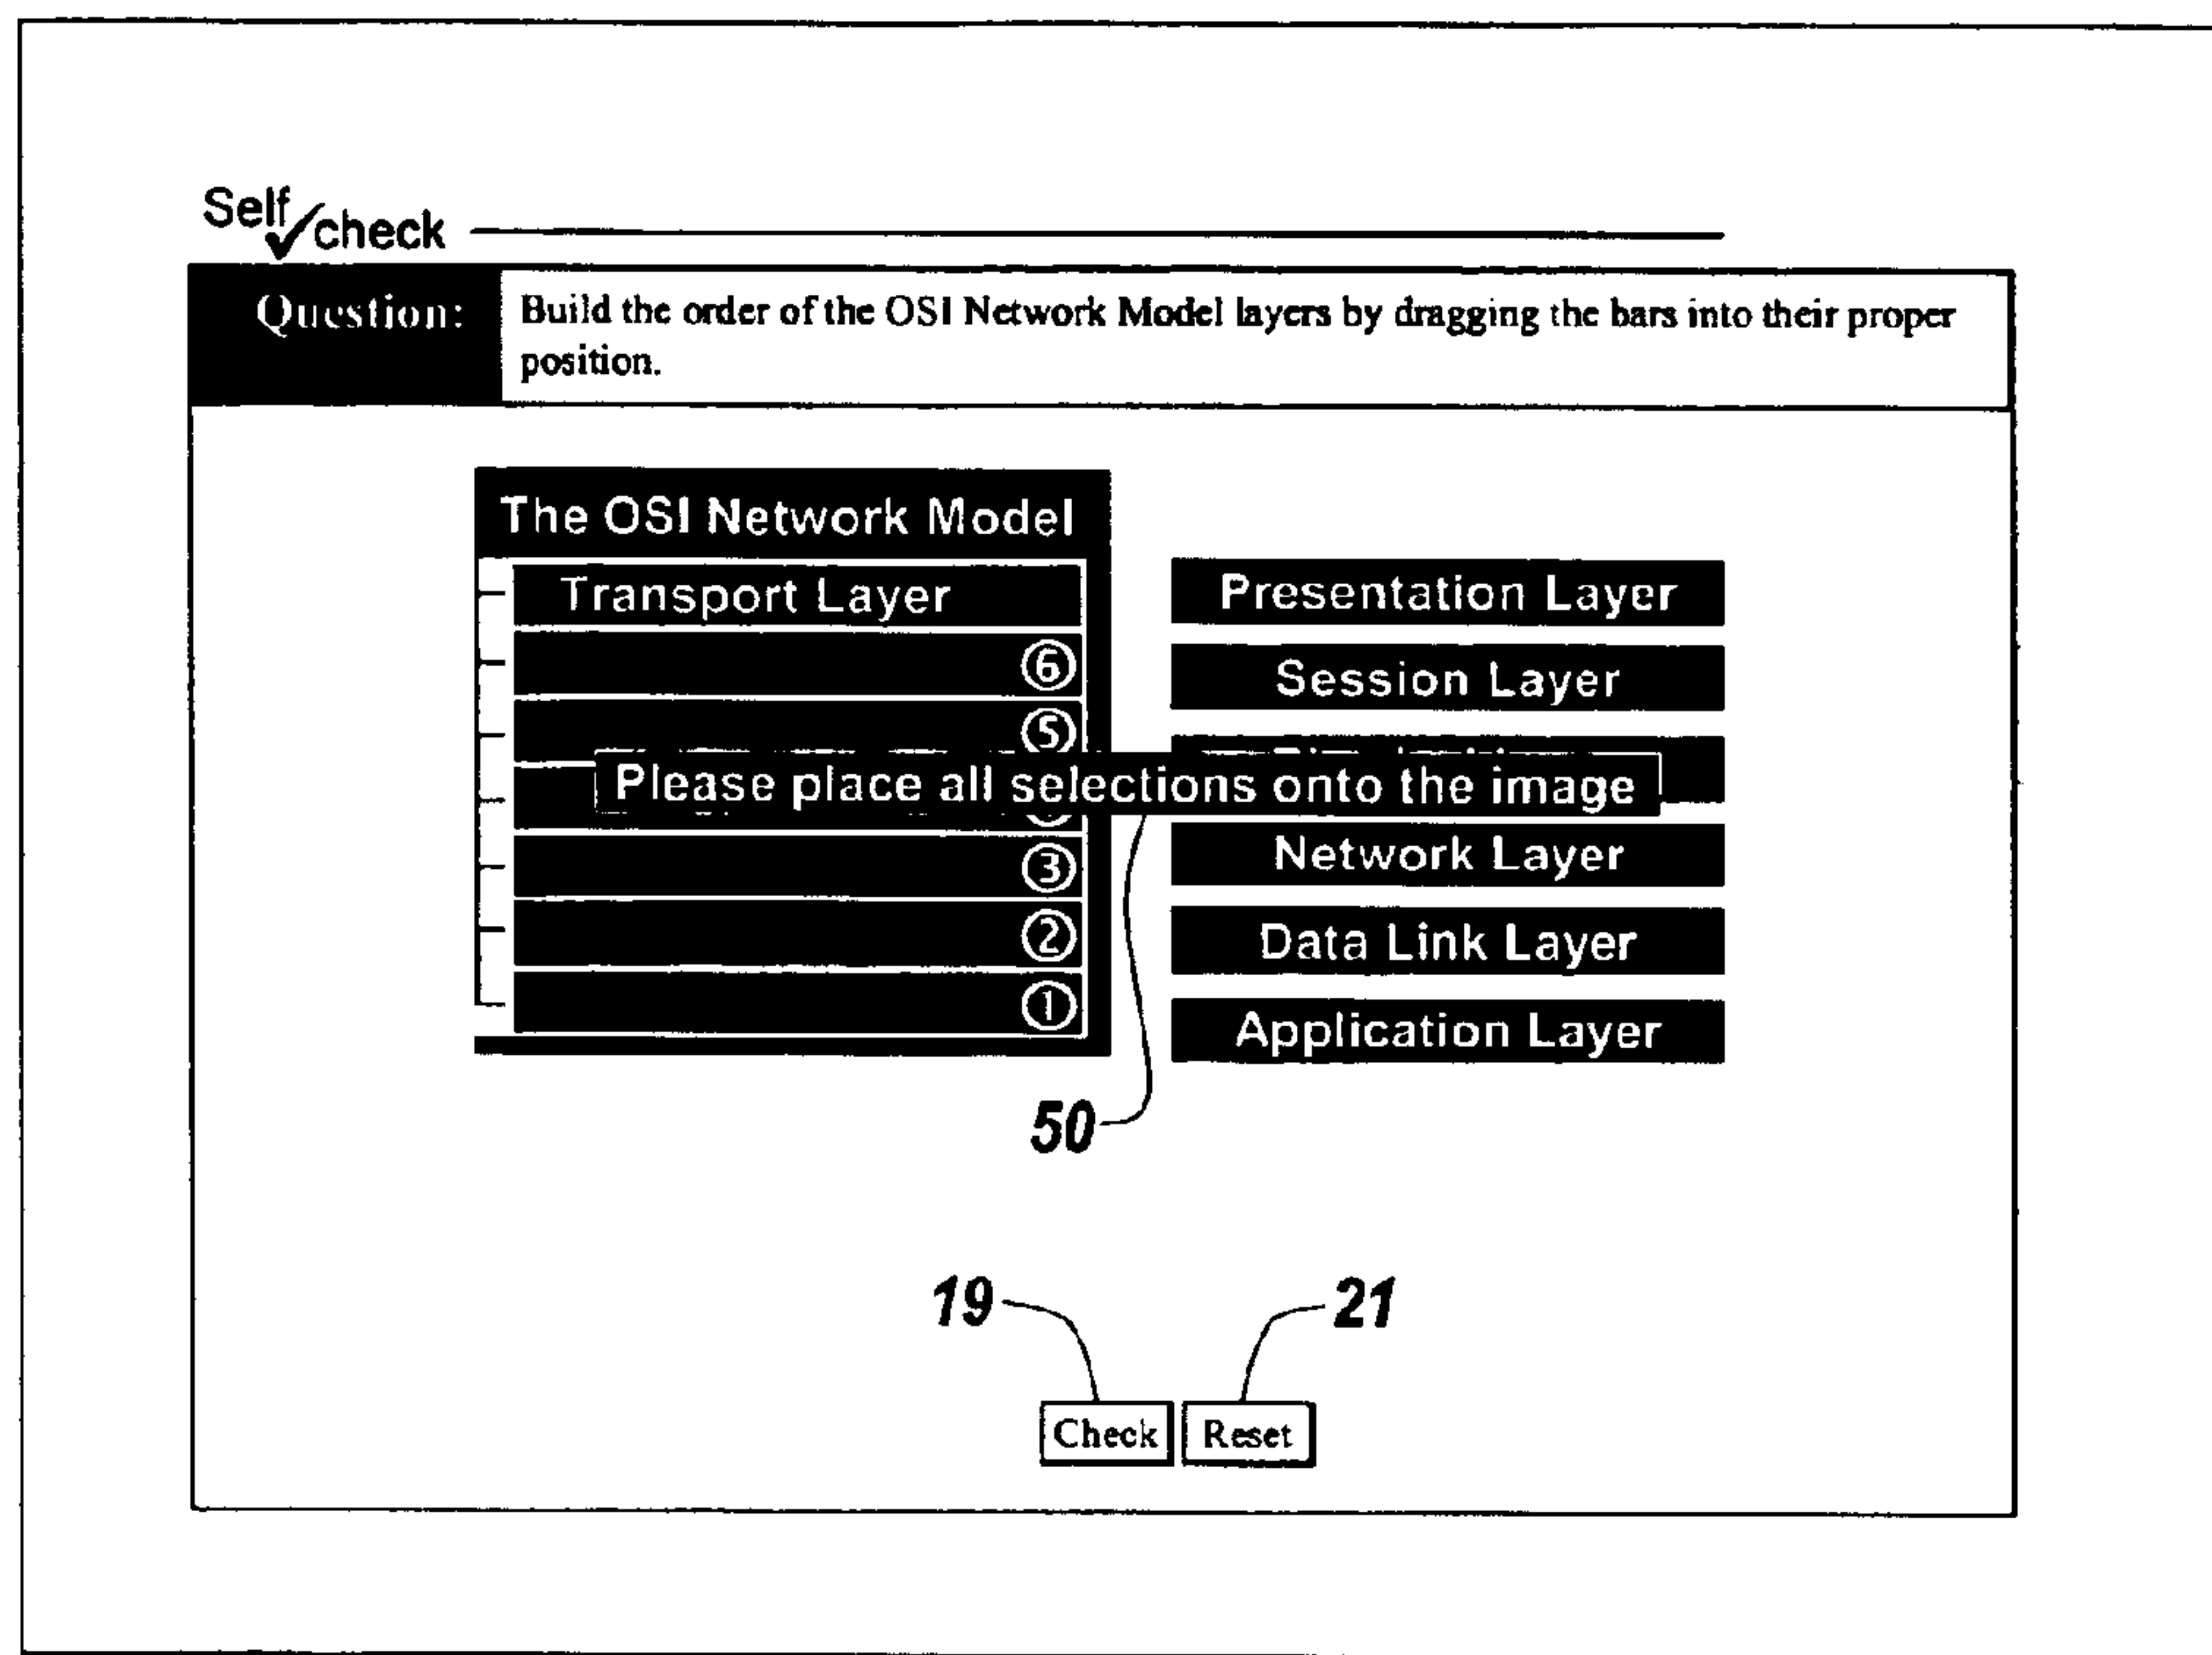 Self check
Question:
Build the order of the OSI Network Model layers by dragging the bars into their proper
position.
The OSI Network Model
Transport Layer
6
5
3
2
1
Presentation Layer
Session Layer
Please place all selections onto the image
Network Layer
Data Link Layer
Application Layer
50
19
21
Check
Reset